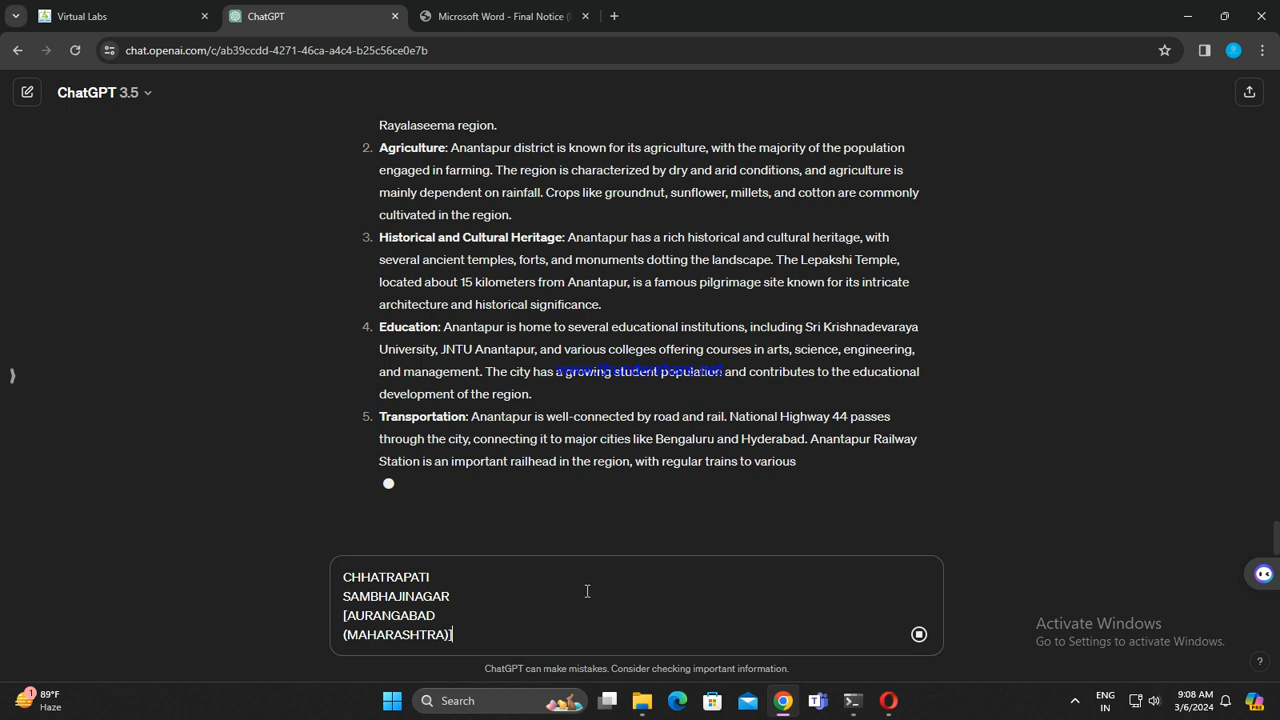 Virtual Labs
ChatGPT
Microsoft Word - Final Notice (
chat.openai.com/c/ab39ccdd-4271-46ca-a4c4-b25c56ce0e7b
ChatGPT 3.5
Rayalaseema region.
2. Agriculture: Anantapur district is known for its agriculture, with the majority of the population
engaged in farming. The region is characterized by dry and arid conditions, and agriculture is
mainly dependent on rainfall. Crops like groundnut, sunflower, millets, and cotton are commonly
cultivated in the region.
3. Historical and Cultural Heritage: Anantapur has a rich historical and cultural heritage, with
several ancient temples, forts, and monuments dotting the landscape. The Lepakshi Temple,
located about 15 kilometers from Anantapur, is a famous pilgrimage site known for its intricate
architecture and historical significance.
4. Education: Anantapur is home to several educational institutions, including Sri Krishnadevaraya
University, JNTU Anantapur, and various colleges offering courses in arts, science, engineering,
and management. The city has a growing student population and contributes to the educational
development of the region.
5. Transportation: Anantapur is well-connected by road and rail. National Highway 44 passes
through the city, connecting it to major cities like Bengaluru and Hyderabad. Anantapur Railway
Station is an important railhead in the region, with regular trains to various
CHHATRAPATI
SAMBHAJINAGAR
[AURANGABAD
(MAHARASHTRA)]
Activate Windows
Go to Settings to activate Windows.
ChatGPT can make mistakes. Consider checking important information.
?
1
89°F
Haze
Search
ENG
IN
9:08 AM
3/6/2024
PRE